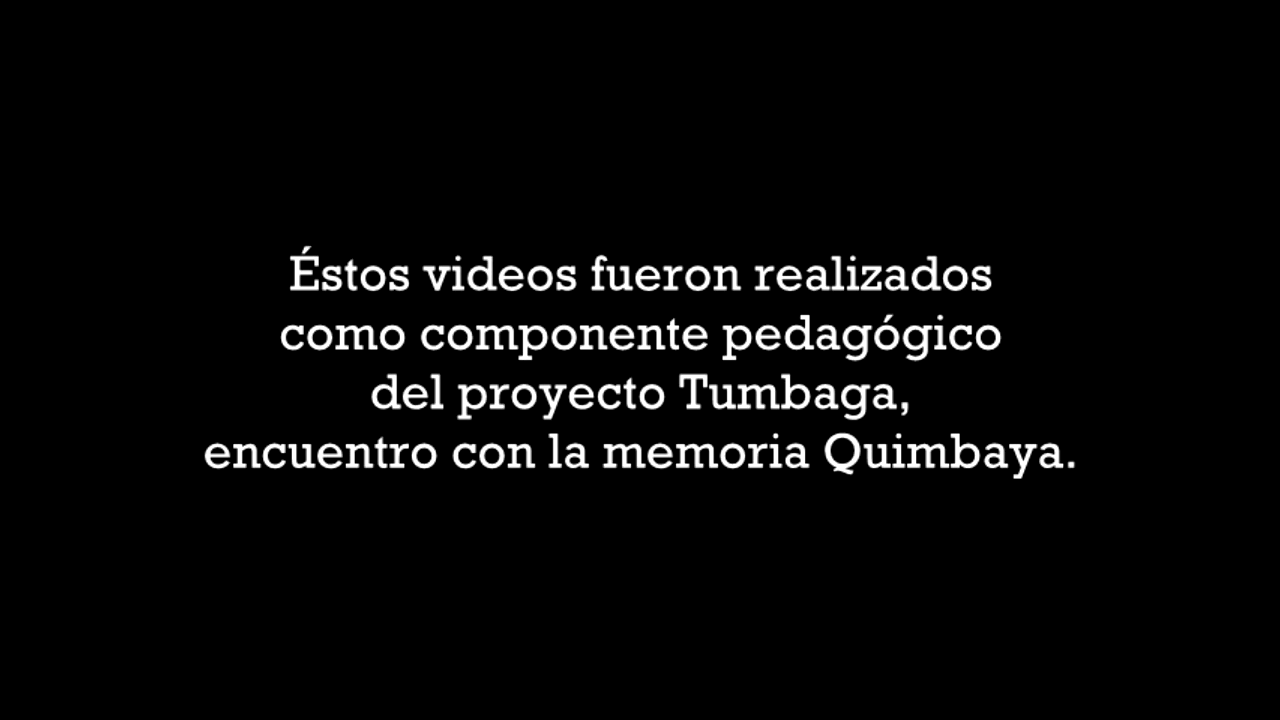 Éstos videos fueron realizados
como componente pedagógico
del proyecto Tumbaga,
encuentro con la memoria Quimbaya.